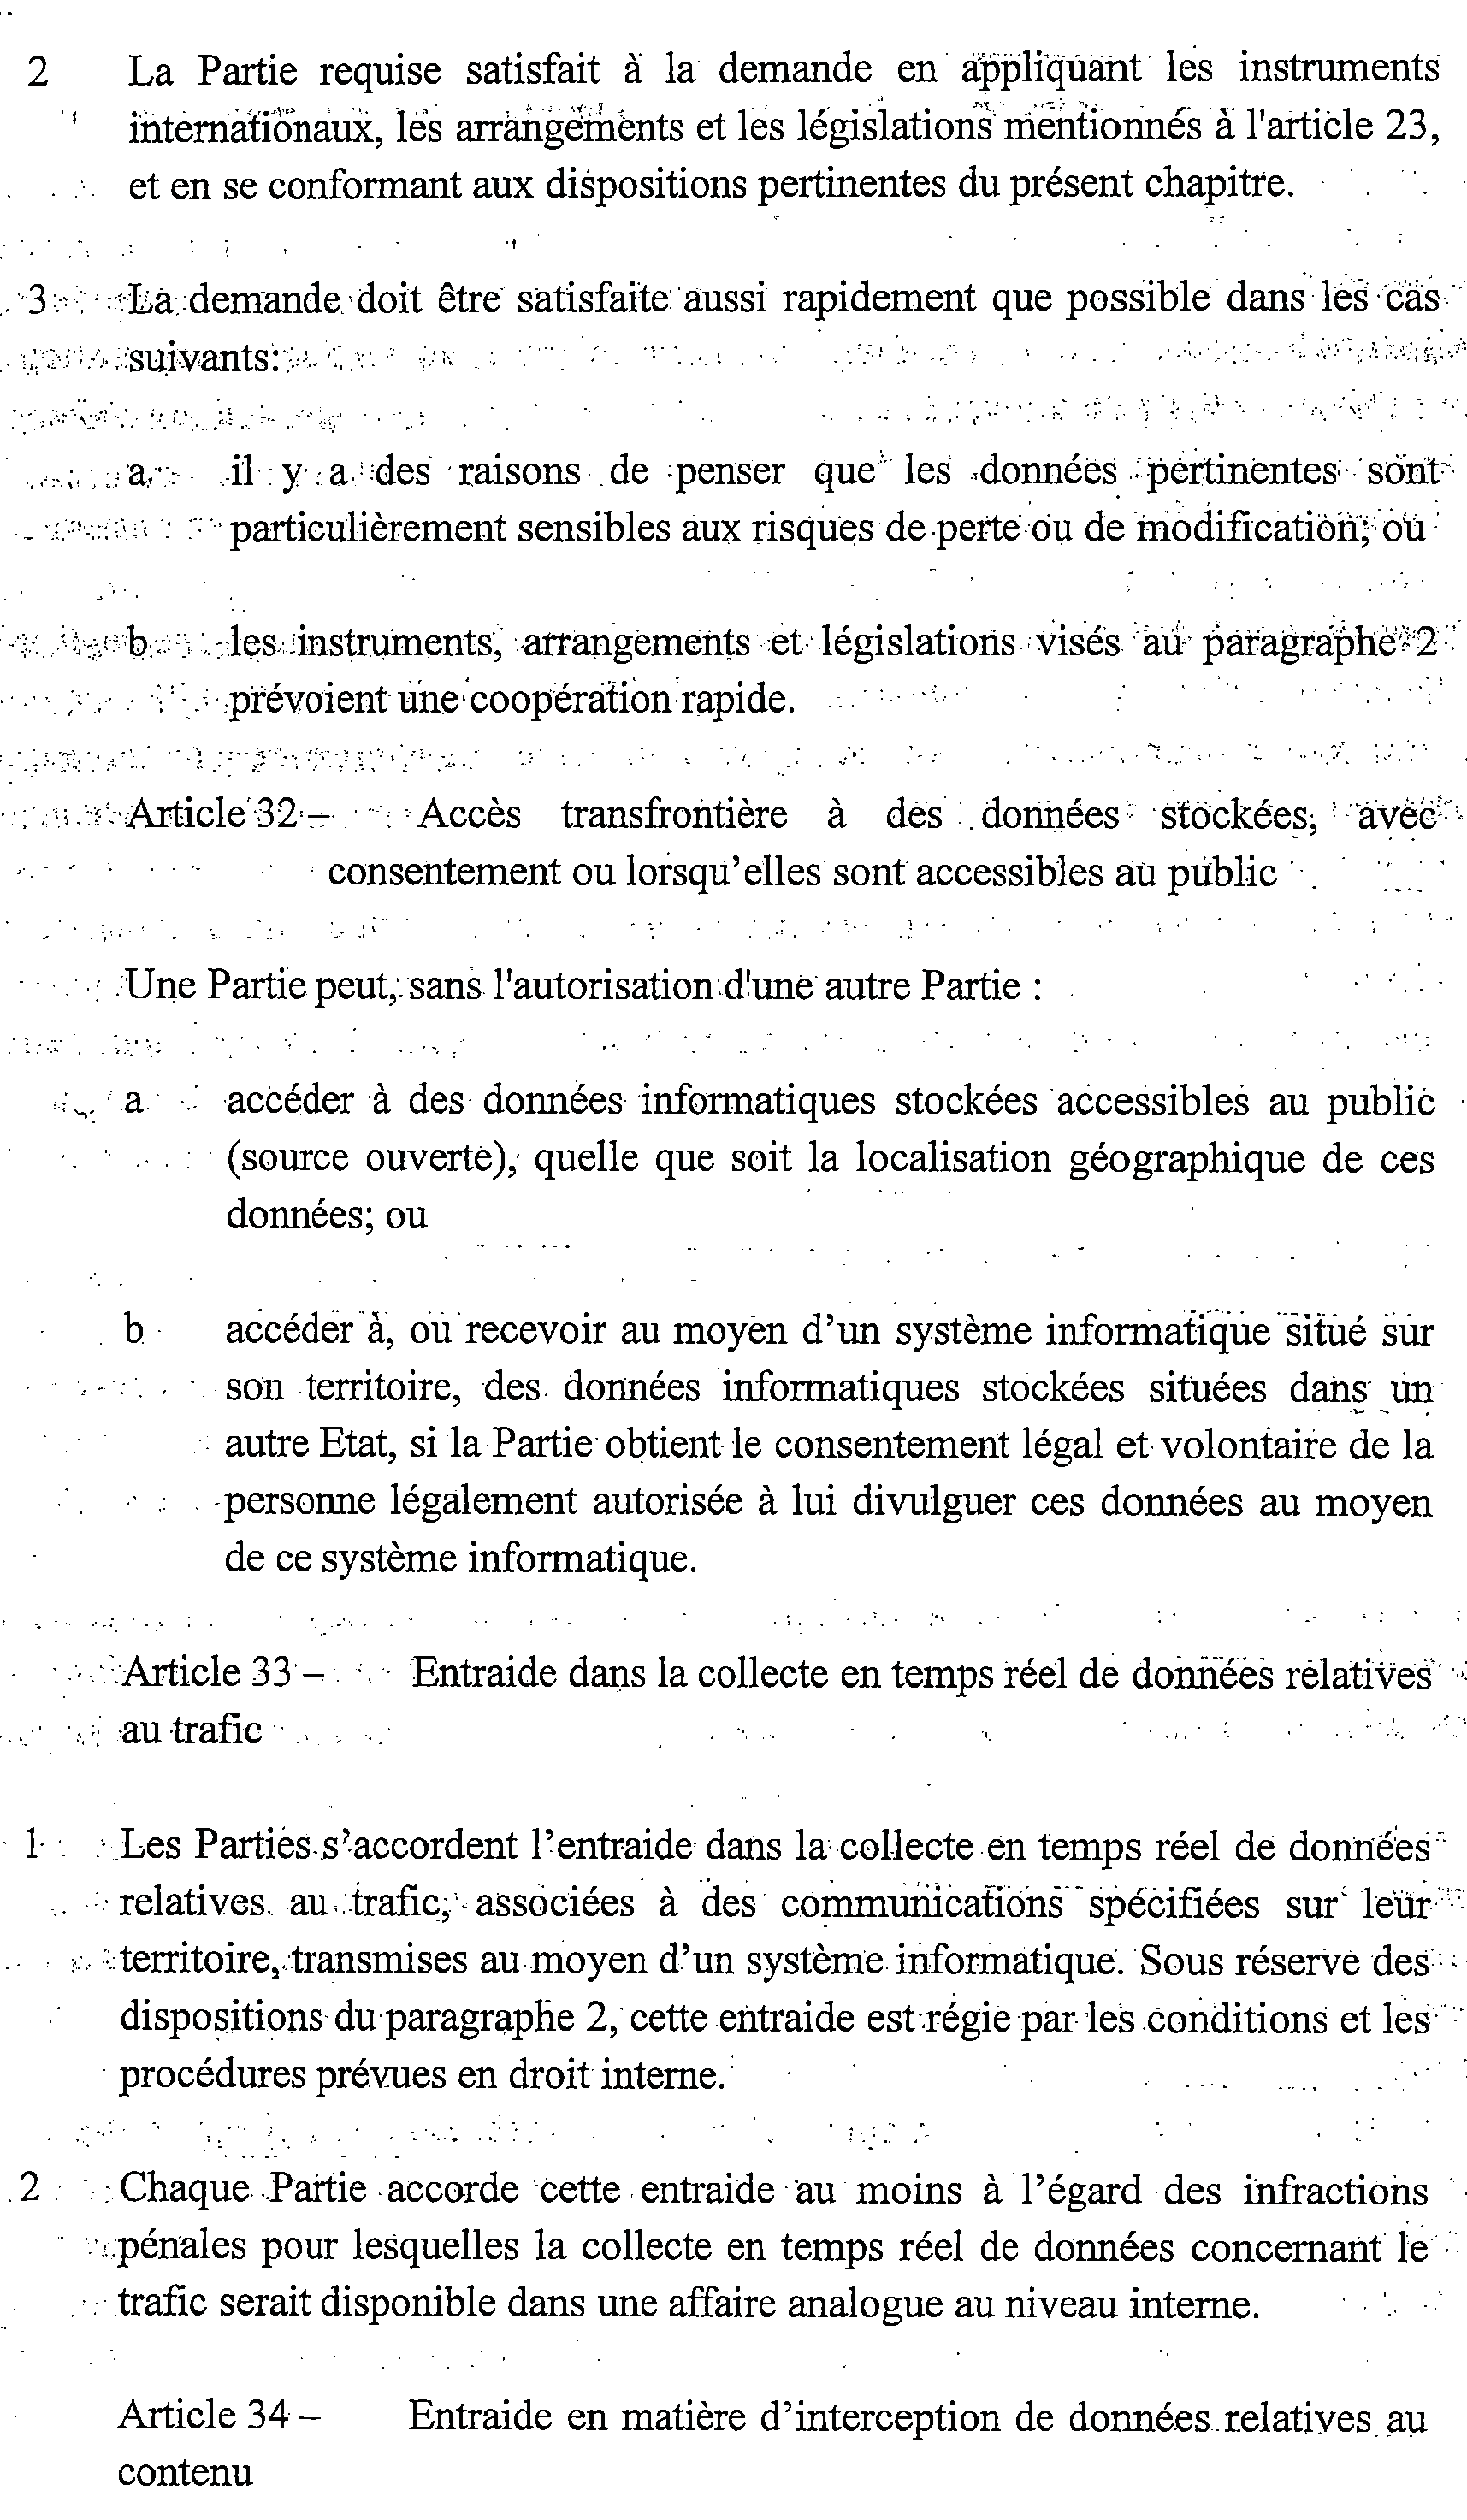 2 La Partie requise satisfait à la demande en appliquant les instruments
internationaux, les arrangements et les législations mentionnés à l'article 23,
et en se conformant aux dispositions pertinentes du présent chapitre.
3 La demande doit être satisfaite aussi rapidement que possible dans les cas
suivants:
a il y a des raisons de penser que les données pertinentes sont
particulièrement sensibles aux risques de perte ou de modification; ou
b les instruments, arrangements et législations visés au paragraphe 2
prévoient une coopération rapide.
Article 32 – Accès transfrontière à des données stockées, avec
consentement ou lorsqu’elles sont accessibles au public
Une Partie peut, sans l'autorisation d'une autre Partie :
a accéder à des données informatiques stockées accessibles au public
(source ouverte), quelle que soit la localisation géographique de ces
données; ou
b accéder à, ou recevoir au moyen d’un système informatique situé sur
son territoire, des données informatiques stockées situées dans un
autre Etat, si la Partie obtient le consentement légal et volontaire de la
personne légalement autorisée à lui divulguer ces données au moyen
de ce système informatique.
Article 33 – Entraide dans la collecte en temps réel de données relatives
au trafic
1 Les Parties s’accordent l’entraide dans la collecte en temps réel de données
relatives au trafic, associées à des communications spécifiées sur leur
territoire, transmises au moyen d’un système informatique. Sous réserve des
dispositions du paragraphe 2, cette entraide est régie par les conditions et les
procédures prévues en droit interne.
2 Chaque Partie accorde cette entraide au moins à l’égard des infractions
pénales pour lesquelles la collecte en temps réel de données concernant le
trafic serait disponible dans une affaire analogue au niveau interne.
Article 34 – Entraide en matière d’interception de données relatives au
contenu